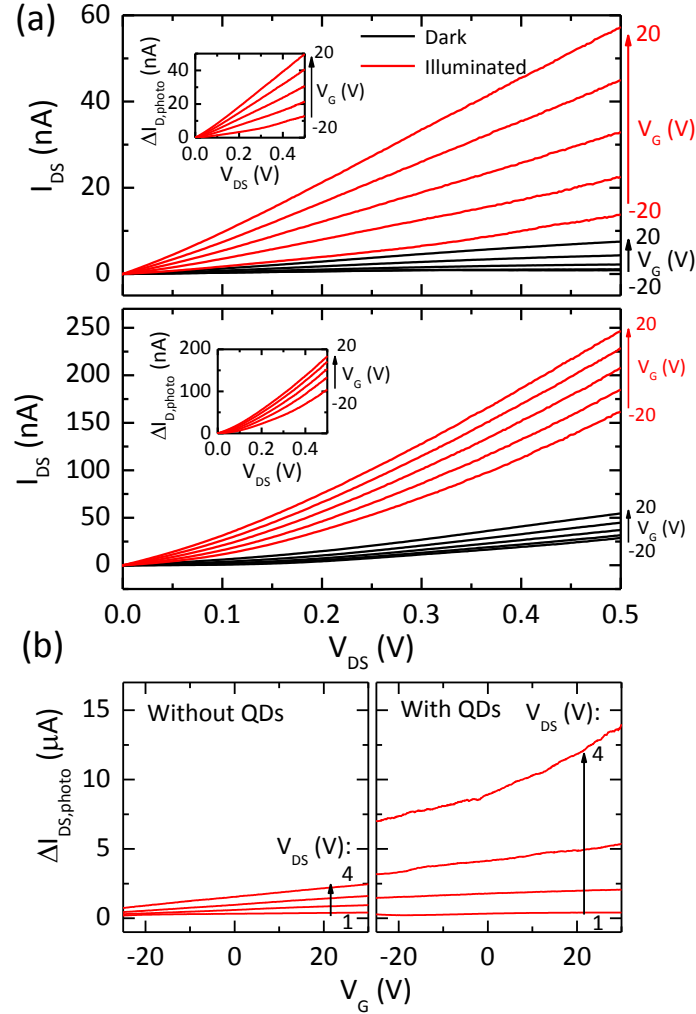 (a)
60
40
20
0
I_DS (nA)
Dark
Illuminated
40
20
0
ΔI_D,photo (nA)
0.0 0.2 0.4
V_DS (V)
20
V_G (V)
-20
20
V_G (V)
-20
20
V_G (V)
-20
250
200
150
100
50
0
I_DS (nA)
200
100
0
ΔI_D,photo (nA)
0.0 0.2 0.4
V_DS (V)
20
V_G (V)
-20
20
V_G (V)
-20
20
V_G (V)
-20
0.0 0.1 0.2 0.3 0.4 0.5
V_DS (V)
(b)
15
10
5
0
ΔI_DS,photo (μA)
Without QDs
V_DS (V):
4
1
With QDs
V_DS (V):
4
1
-20 0 20 -20 0 20
V_G (V)